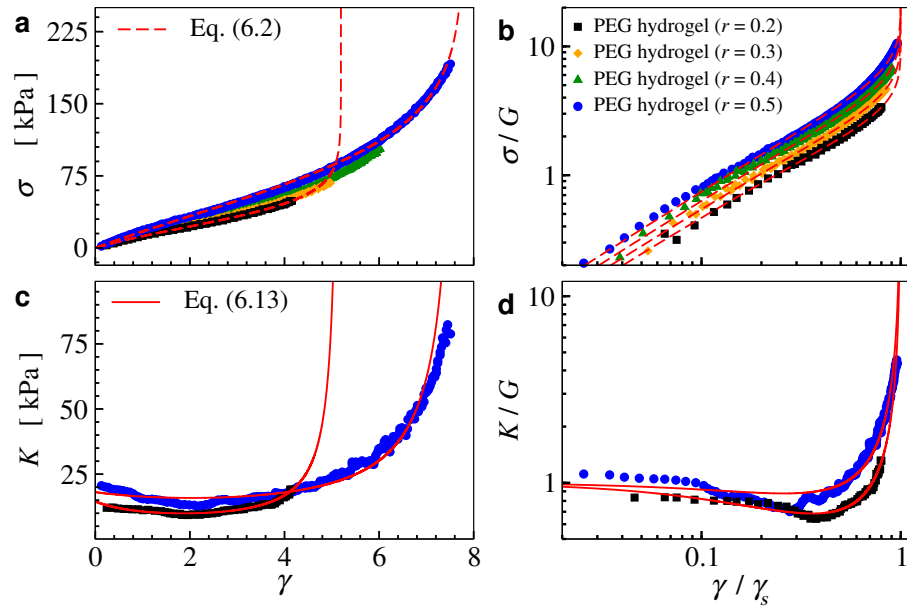 a
Eq. (6.2)
225
150
75
0
σ [ kPa]
b
PEG hydrogel (r = 0.2)
PEG hydrogel (r = 0.3)
PEG hydrogel (r = 0.4)
PEG hydrogel (r = 0.5)
10
1
σ / G
c
Eq. (6.13)
75
50
25
K [ kPa]
0 2 4 6 8
γ
d
10
1
K / G
0.1 1
γ / γₛ